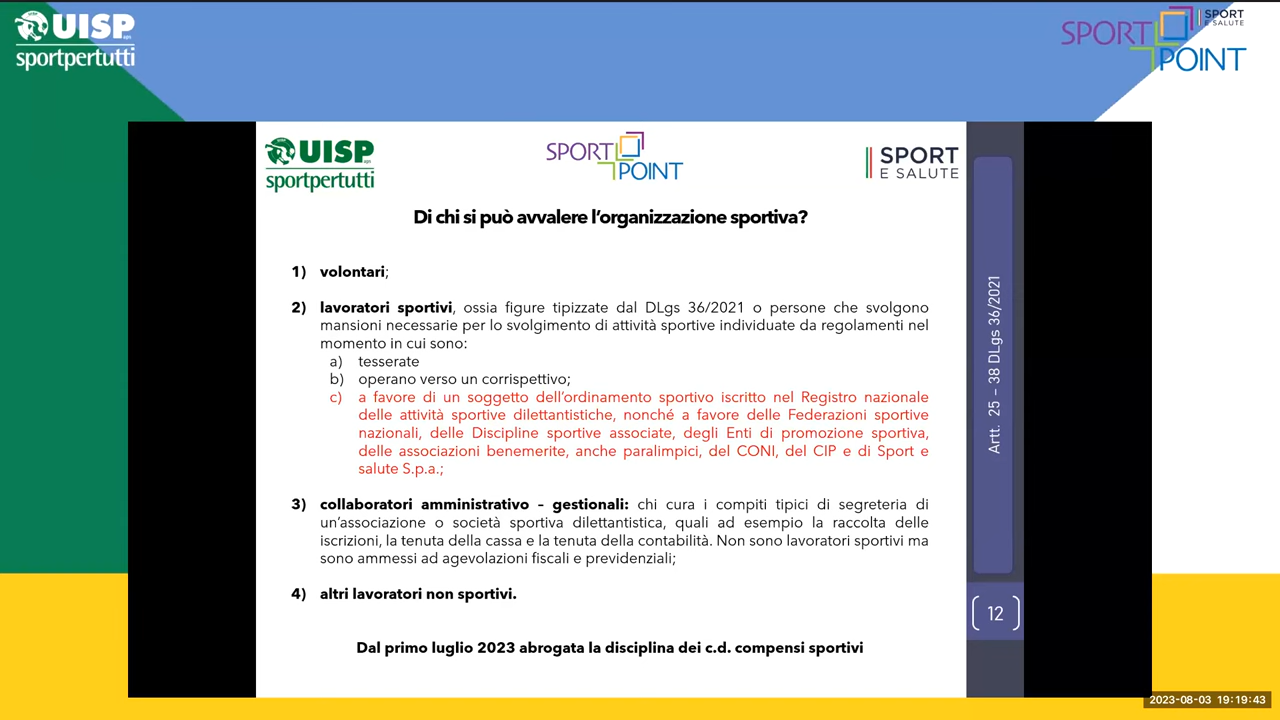 UISP aps
sportpertutti
SPORT POINT
SPORT E SALUTE
UISP aps
sportpertutti
SPORT POINT
SPORT
E SALUTE
Di chi si può avvalere l'organizzazione sportiva?
1) volontari;
2) lavoratori sportivi, ossia figure tipizzate dal DLgs 36/2021 o persone che svolgono
mansioni necessarie per lo svolgimento di attività sportive individuate da regolamenti nel
momento in cui sono:
a) tesserate
b) operano verso un corrispettivo;
c) a favore di un soggetto dell'ordinamento sportivo iscritto nel Registro nazionale
delle attività sportive dilettantistiche, nonché a favore delle Federazioni sportive
nazionali, delle Discipline sportive associate, degli Enti di promozione sportiva,
delle associazioni benemerite, anche paralimpici, del CONI, del CIP e di Sport e
salute S.p.a.;
3) collaboratori amministrativo – gestionali: chi cura i compiti tipici di segreteria di
un'associazione o società sportiva dilettantistica, quali ad esempio la raccolta delle
iscrizioni, la tenuta della cassa e la tenuta della contabilità. Non sono lavoratori sportivi ma
sono ammessi ad agevolazioni fiscali e previdenziali;
4) altri lavoratori non sportivi.
Dal primo luglio 2023 abrogata la disciplina dei c.d. compensi sportivi
Artt. 25 – 38 DLgs 36/2021
12
2023-08-03 19:19:43